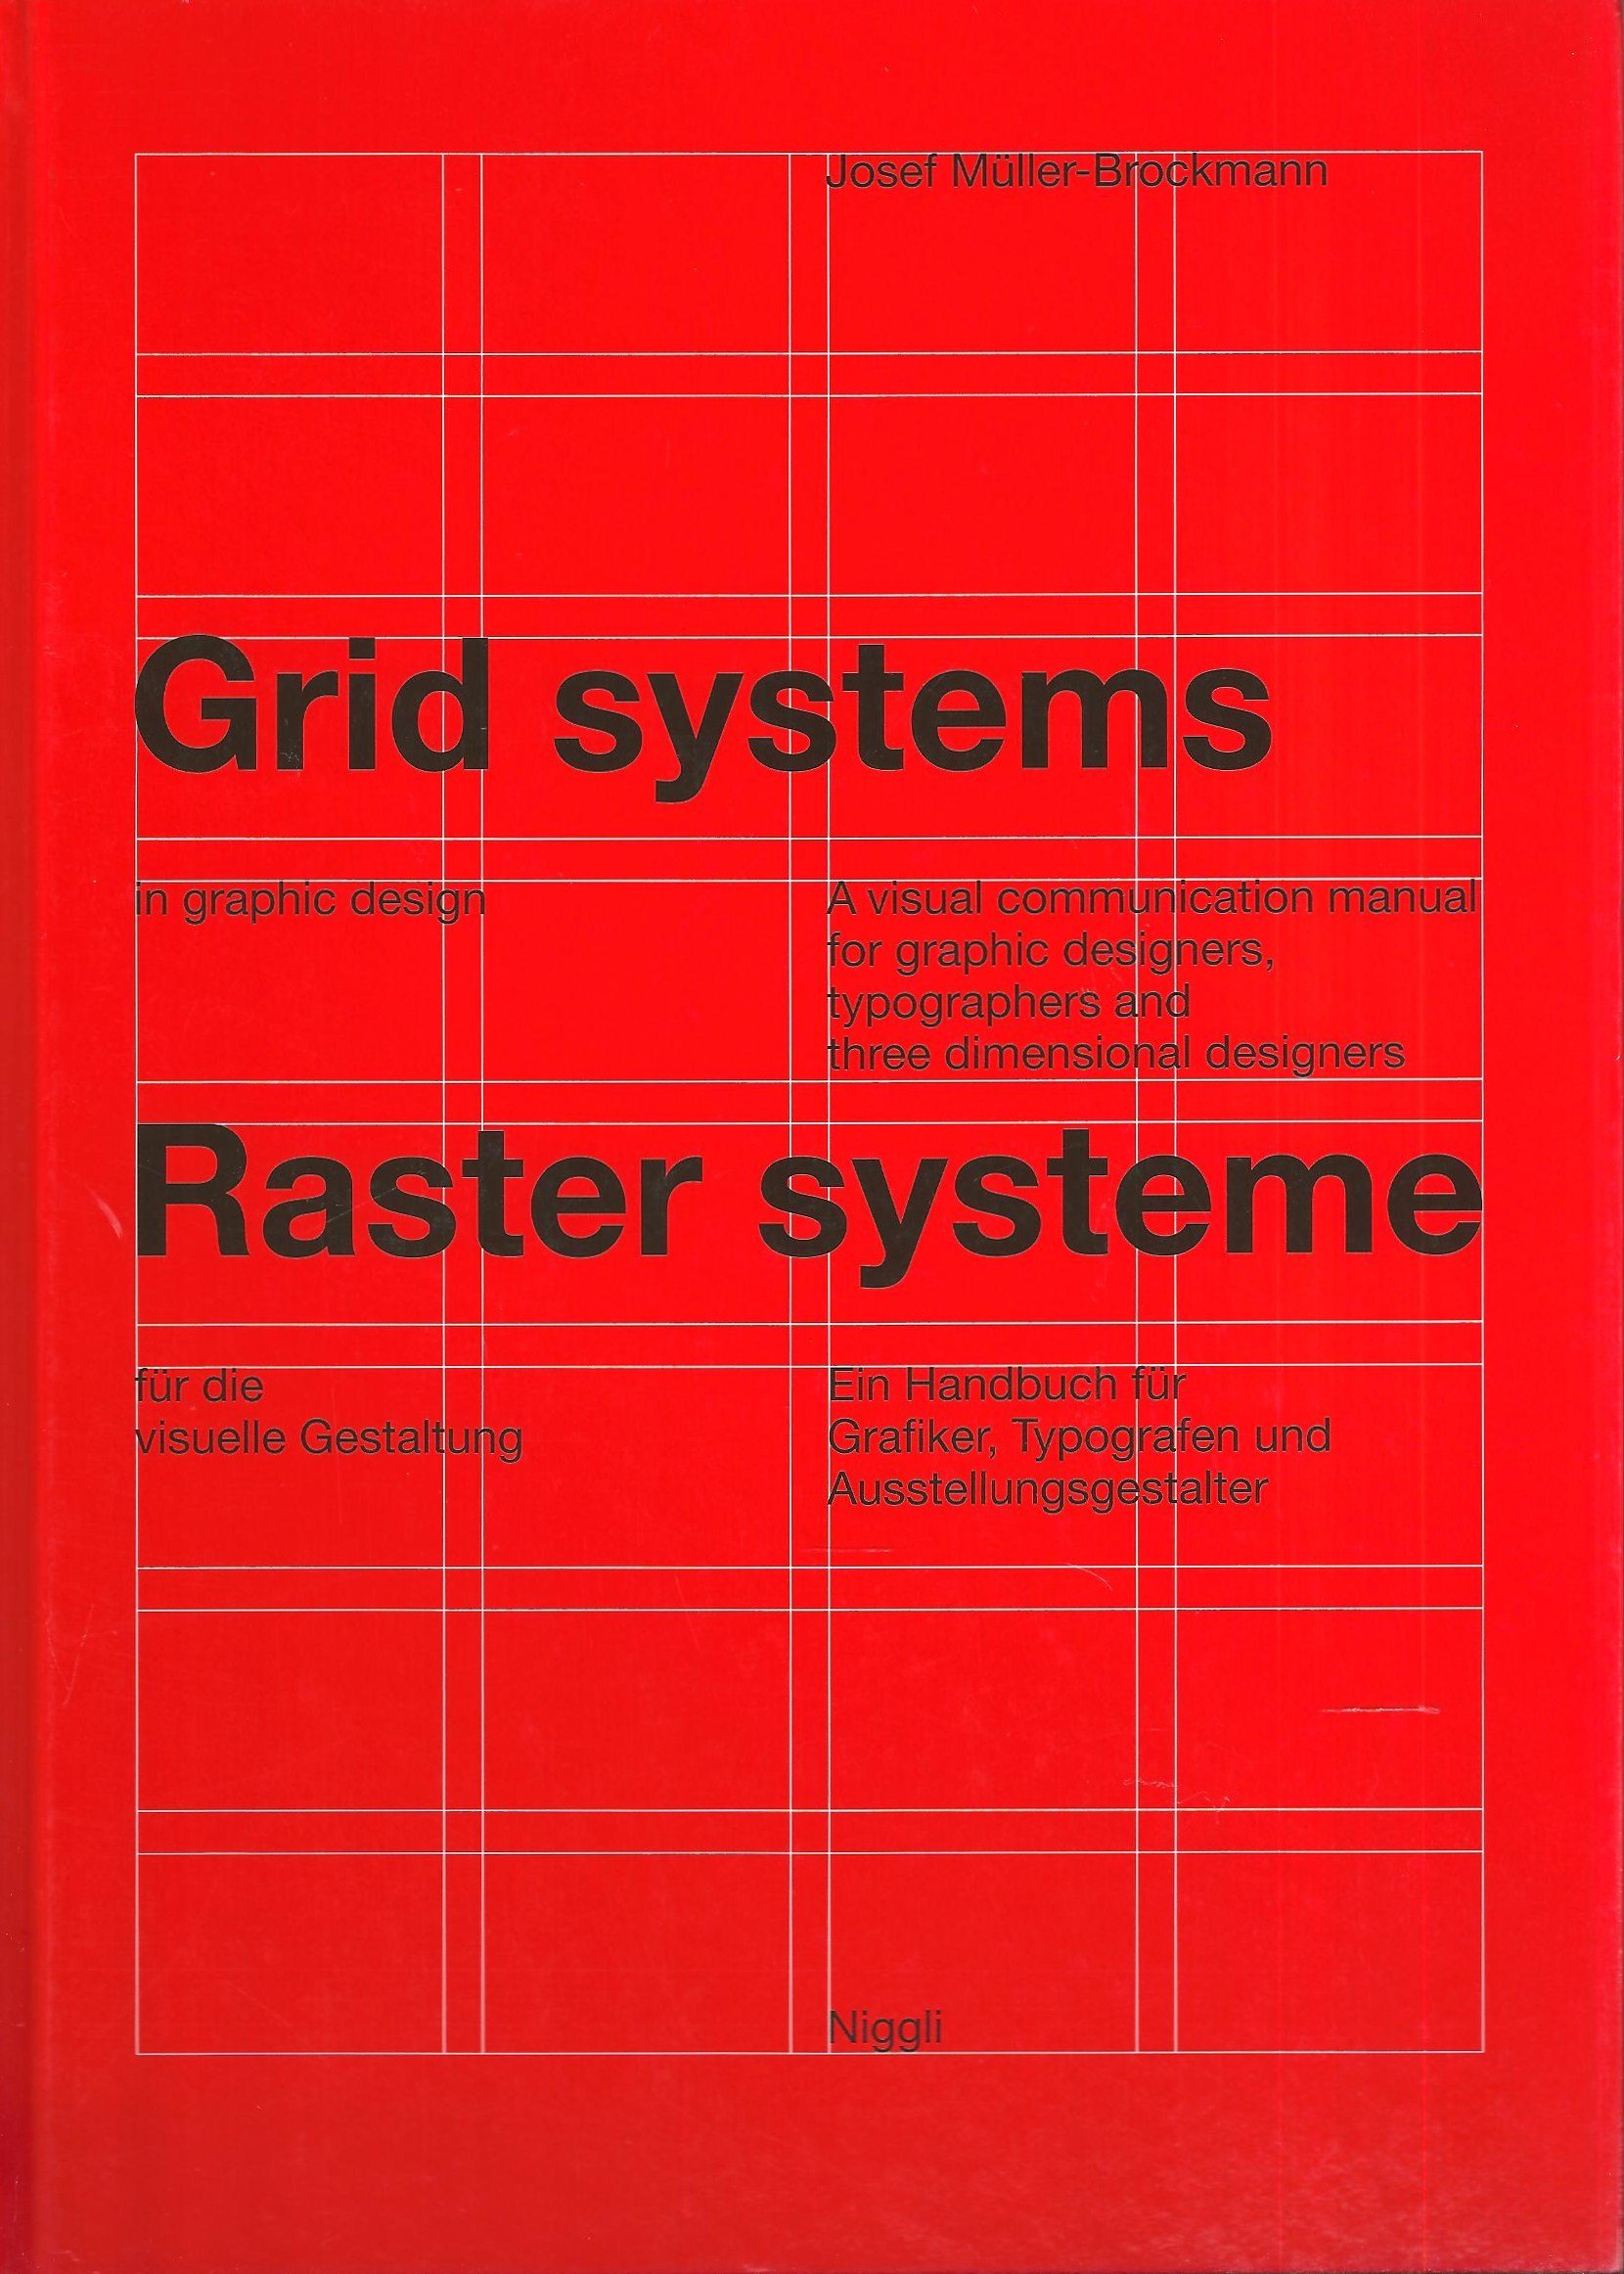 Josef Müller-Brockmann
Grid systems
in graphic design
A visual communication manual
for graphic designers,
typographers and
three dimensional designers
Raster systeme
für die
visuelle Gestaltung
Ein Handbuch für
Grafiker, Typografen und
Ausstellungsgestalter
Niggli